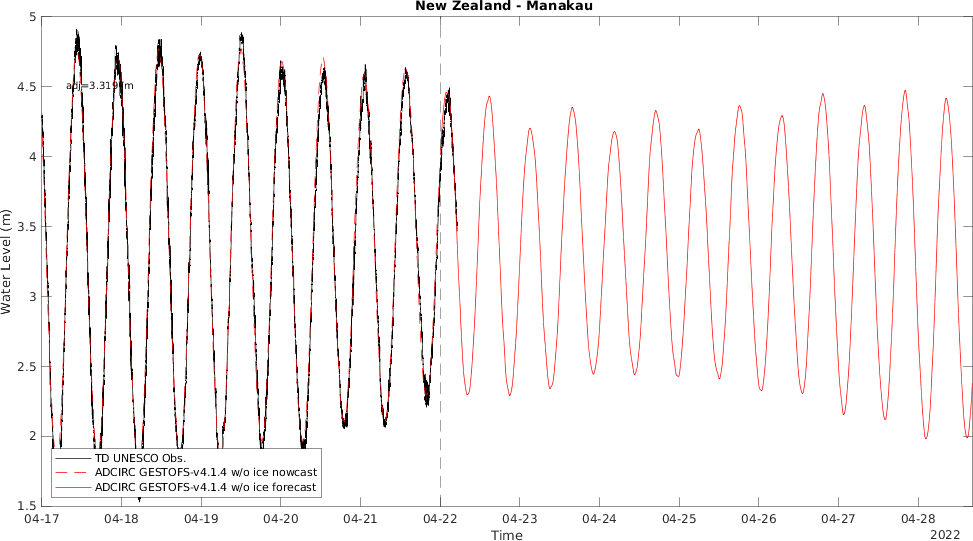 New Zealand - Manakau
5
4.5
4
3.5
3
2.5
2
1.5
Water Level (m)
TD UNESCO Obs.
ADCIRC GESTOFS-v4.1.4 w/o ice nowcast
ADCIRC GESTOFS-v4.1.4 w/o ice forecast
04-17 04-18 04-19 04-20 04-21 04-22 04-23 04-24 04-25 04-26 04-27 04-28
2022
Time